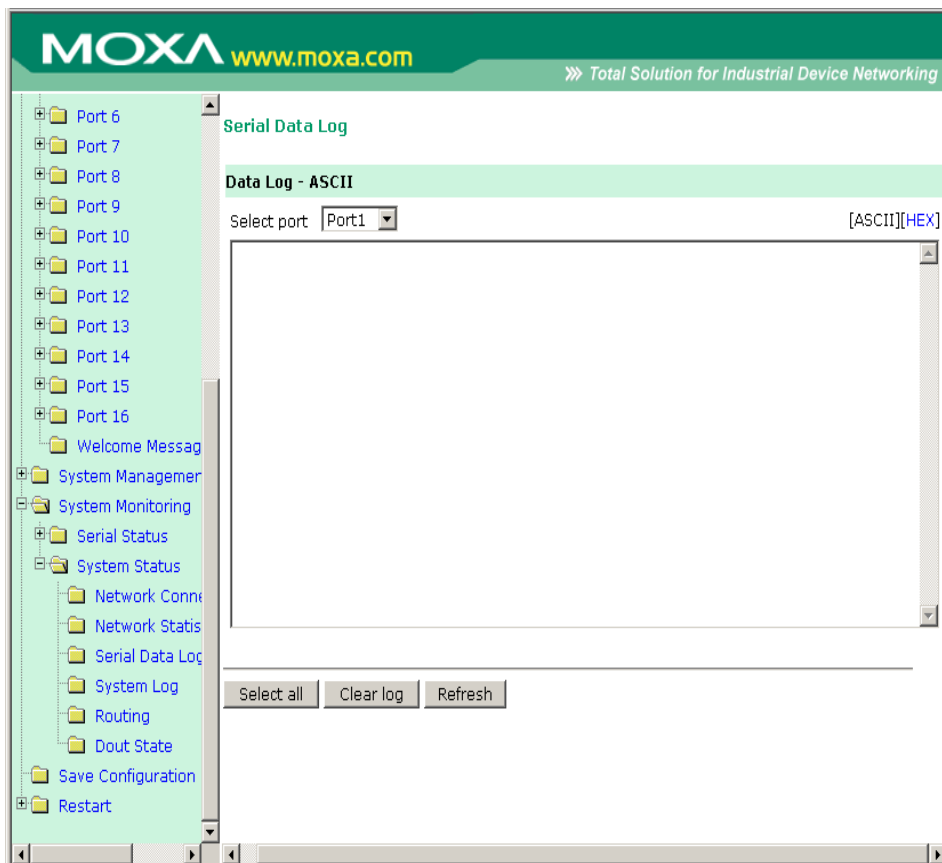 MOXA www.moxa.com
Total Solution for Industrial Device Networking
Port 6
Port 7
Port 8
Port 9
Port 10
Port 11
Port 12
Port 13
Port 14
Port 15
Port 16
Welcome Messag
System Managemer
System Monitoring
Serial Status
System Status
Network Conne
Network Statis
Serial Data Log
System Log
Routing
Dout State
Save Configuration
Restart
Serial Data Log
Data Log - ASCII
Select port Port1 [ASCII][HEX]
Select all Clear log Refresh